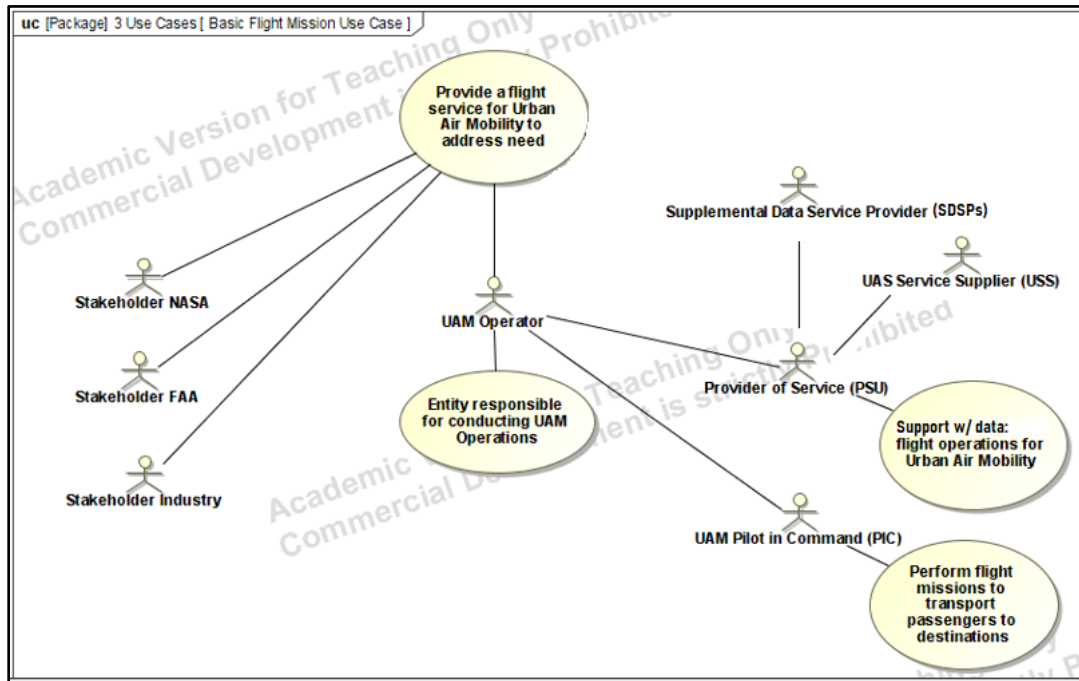 uc [Package] 3 Use Cases [ Basic Flight Mission Use Case ]
Academic Version for Teaching Only
Commercial Development i
Prohibited
Provide a flight
service for Urban
Air Mobility to
address need
Supplemental Data Service Provider (SDSPs)
UAS Service Supplier (USS)
Stakeholder NASA
UAM Operator
Provider of Service (PSU)
Stakeholder FAA
Entity responsible
for conducting UAM
Operations
Support w/ data:
flight operations for
Urban Air Mobility
Stakeholder Industry
Academic
Teaching Only
Commercial
is strictly
UAM Pilot in Command (PIC)
Perform flight
missions to
transport
passengers to
destinations